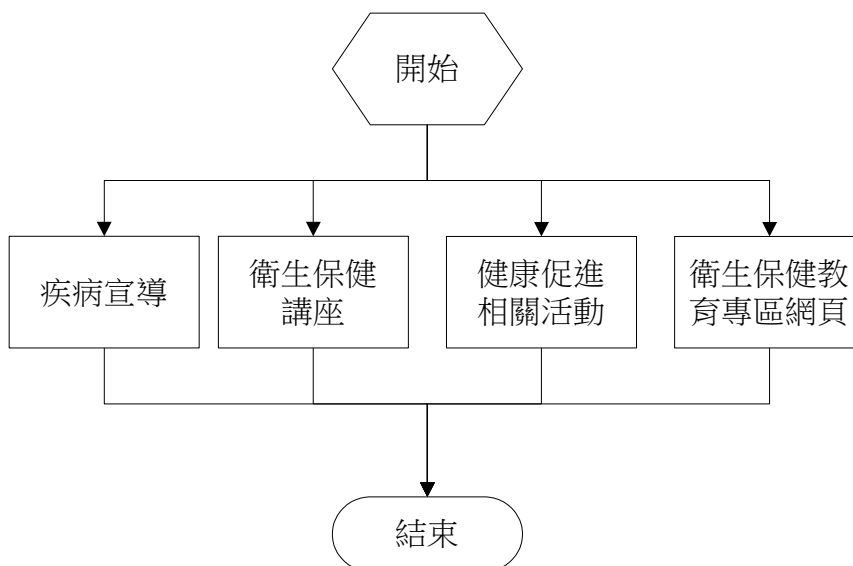 開始
疾病宣導
衛生保健
講座
健康促進
相關活動
衛生保健教
育專區網頁
結束